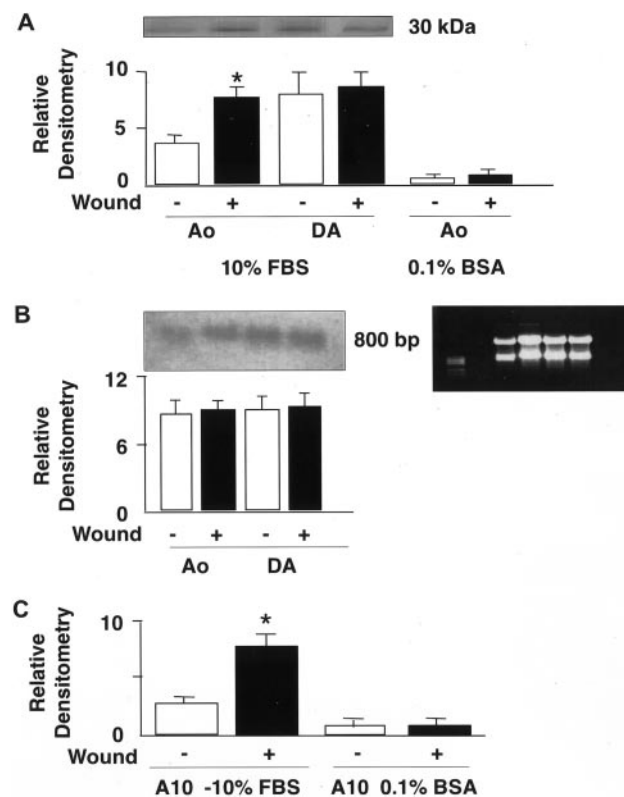 A
30 kDa
Relative Densitometry
10
5
0
*
Wound - + - + - +
Ao DA Ao
10% FBS 0.1% BSA
B
800 bp
Relative Densitometry
12
6
0
Wound - + - +
Ao DA
C
Relative Densitometry
10
0
*
Wound - + - +
A10 -10% FBS A10 0.1% BSA